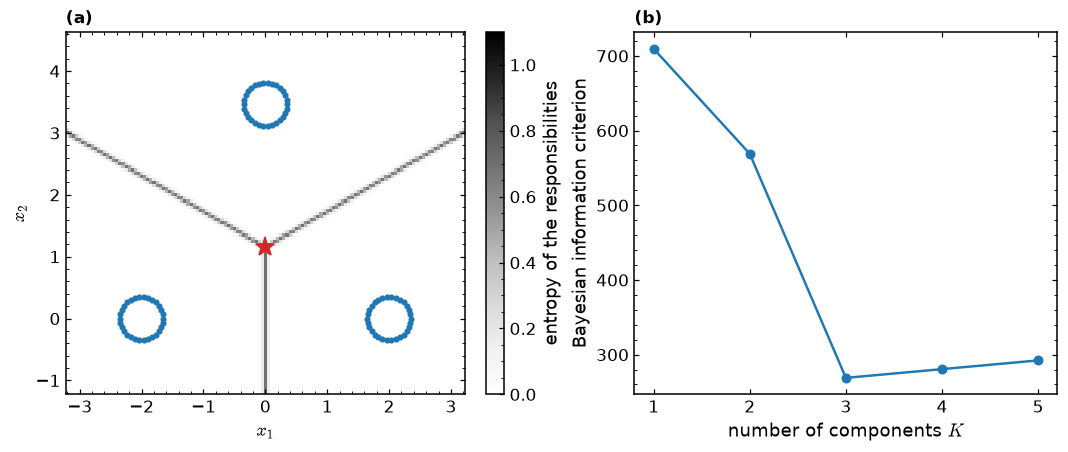 (a)
4
3
2
1
0
−1
x₂
−3 −2 −1 0 1 2 3
x₁
1.0
0.8
0.6
0.4
0.2
0.0
entropy of the responsibilities
(b)
700
600
500
400
300
Bayesian information criterion
1 2 3 4 5
number of components K